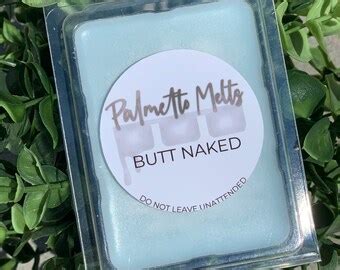 Palmetto Melts
BUTT NAKED
DO NOT LEAVE UNATTENDED